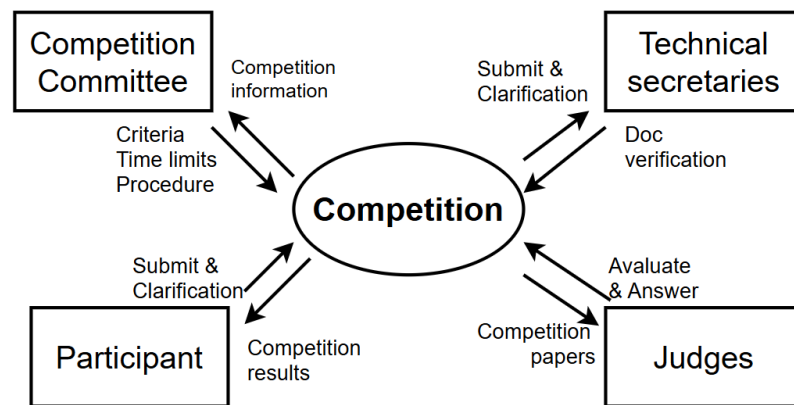 Competition
Committee
Competition
information
Submit &
Clarification
Technical
secretaries
Criteria
Time limits
Procedure
Doc
verification
Competition
Submit &
Clarification
Avaluate
& Answer
Participant
Competition
results
Competition
papers
Judges